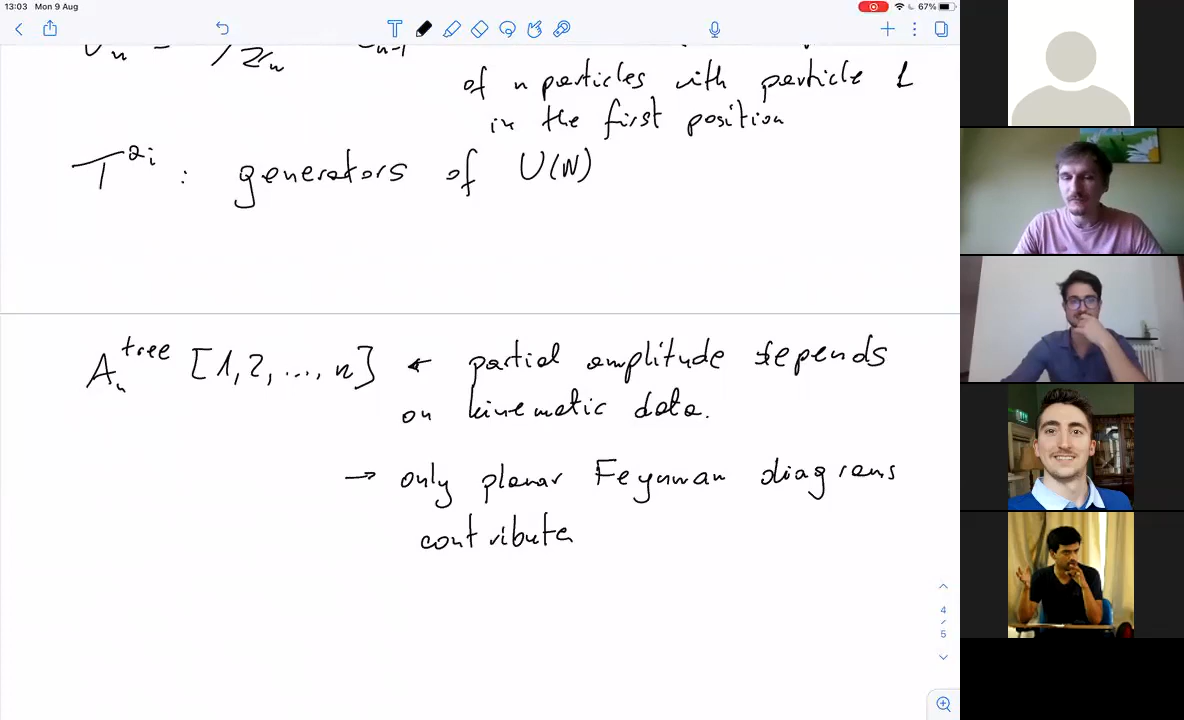 13:03 Mon 9 Aug
67%
of n particles with particle 1
in the first position
T^{a_i} : generators of U(N)
A_n^{tree} [1,2,...,n] ← partial amplitude depends
on kinematic data.
→ only planar Feynman diagrams
contribute
4
/
5